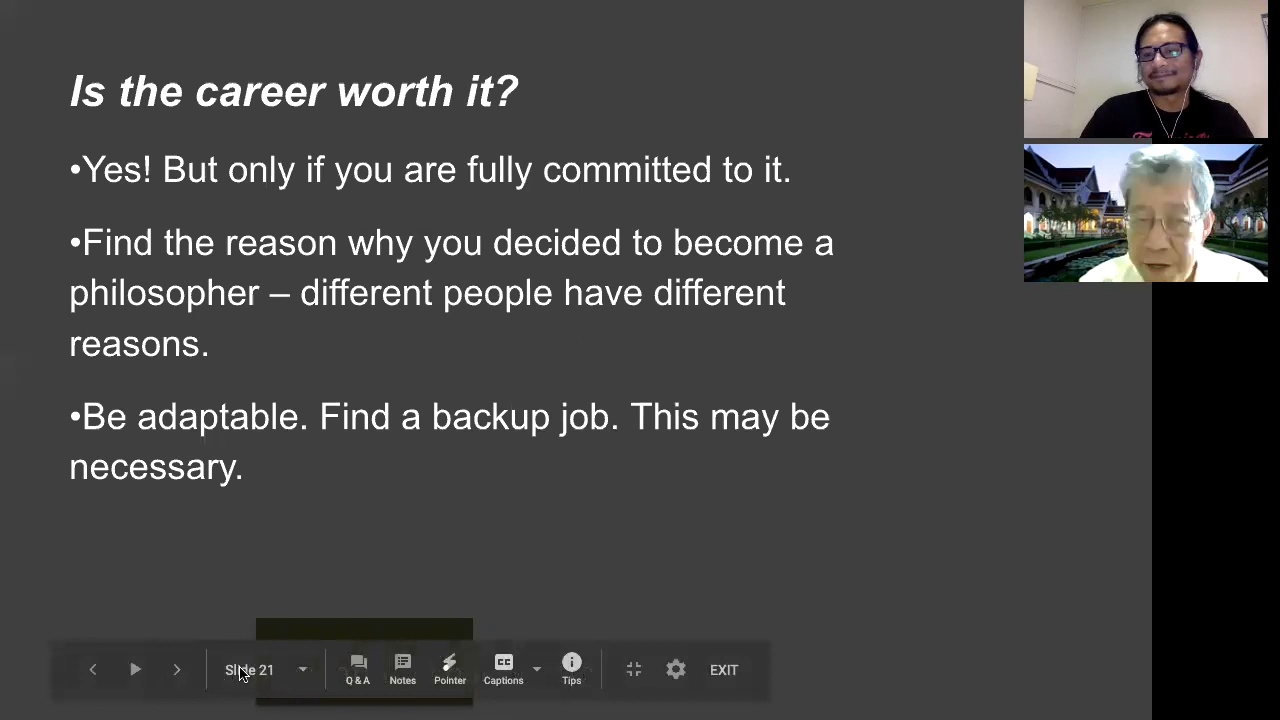 Is the career worth it?
•Yes! But only if you are fully committed to it.
•Find the reason why you decided to become a
philosopher – different people have different
reasons.
•Be adaptable. Find a backup job. This may be
necessary.
Slide 21
Q & A
Notes
Pointer
CC
Captions
Tips
EXIT